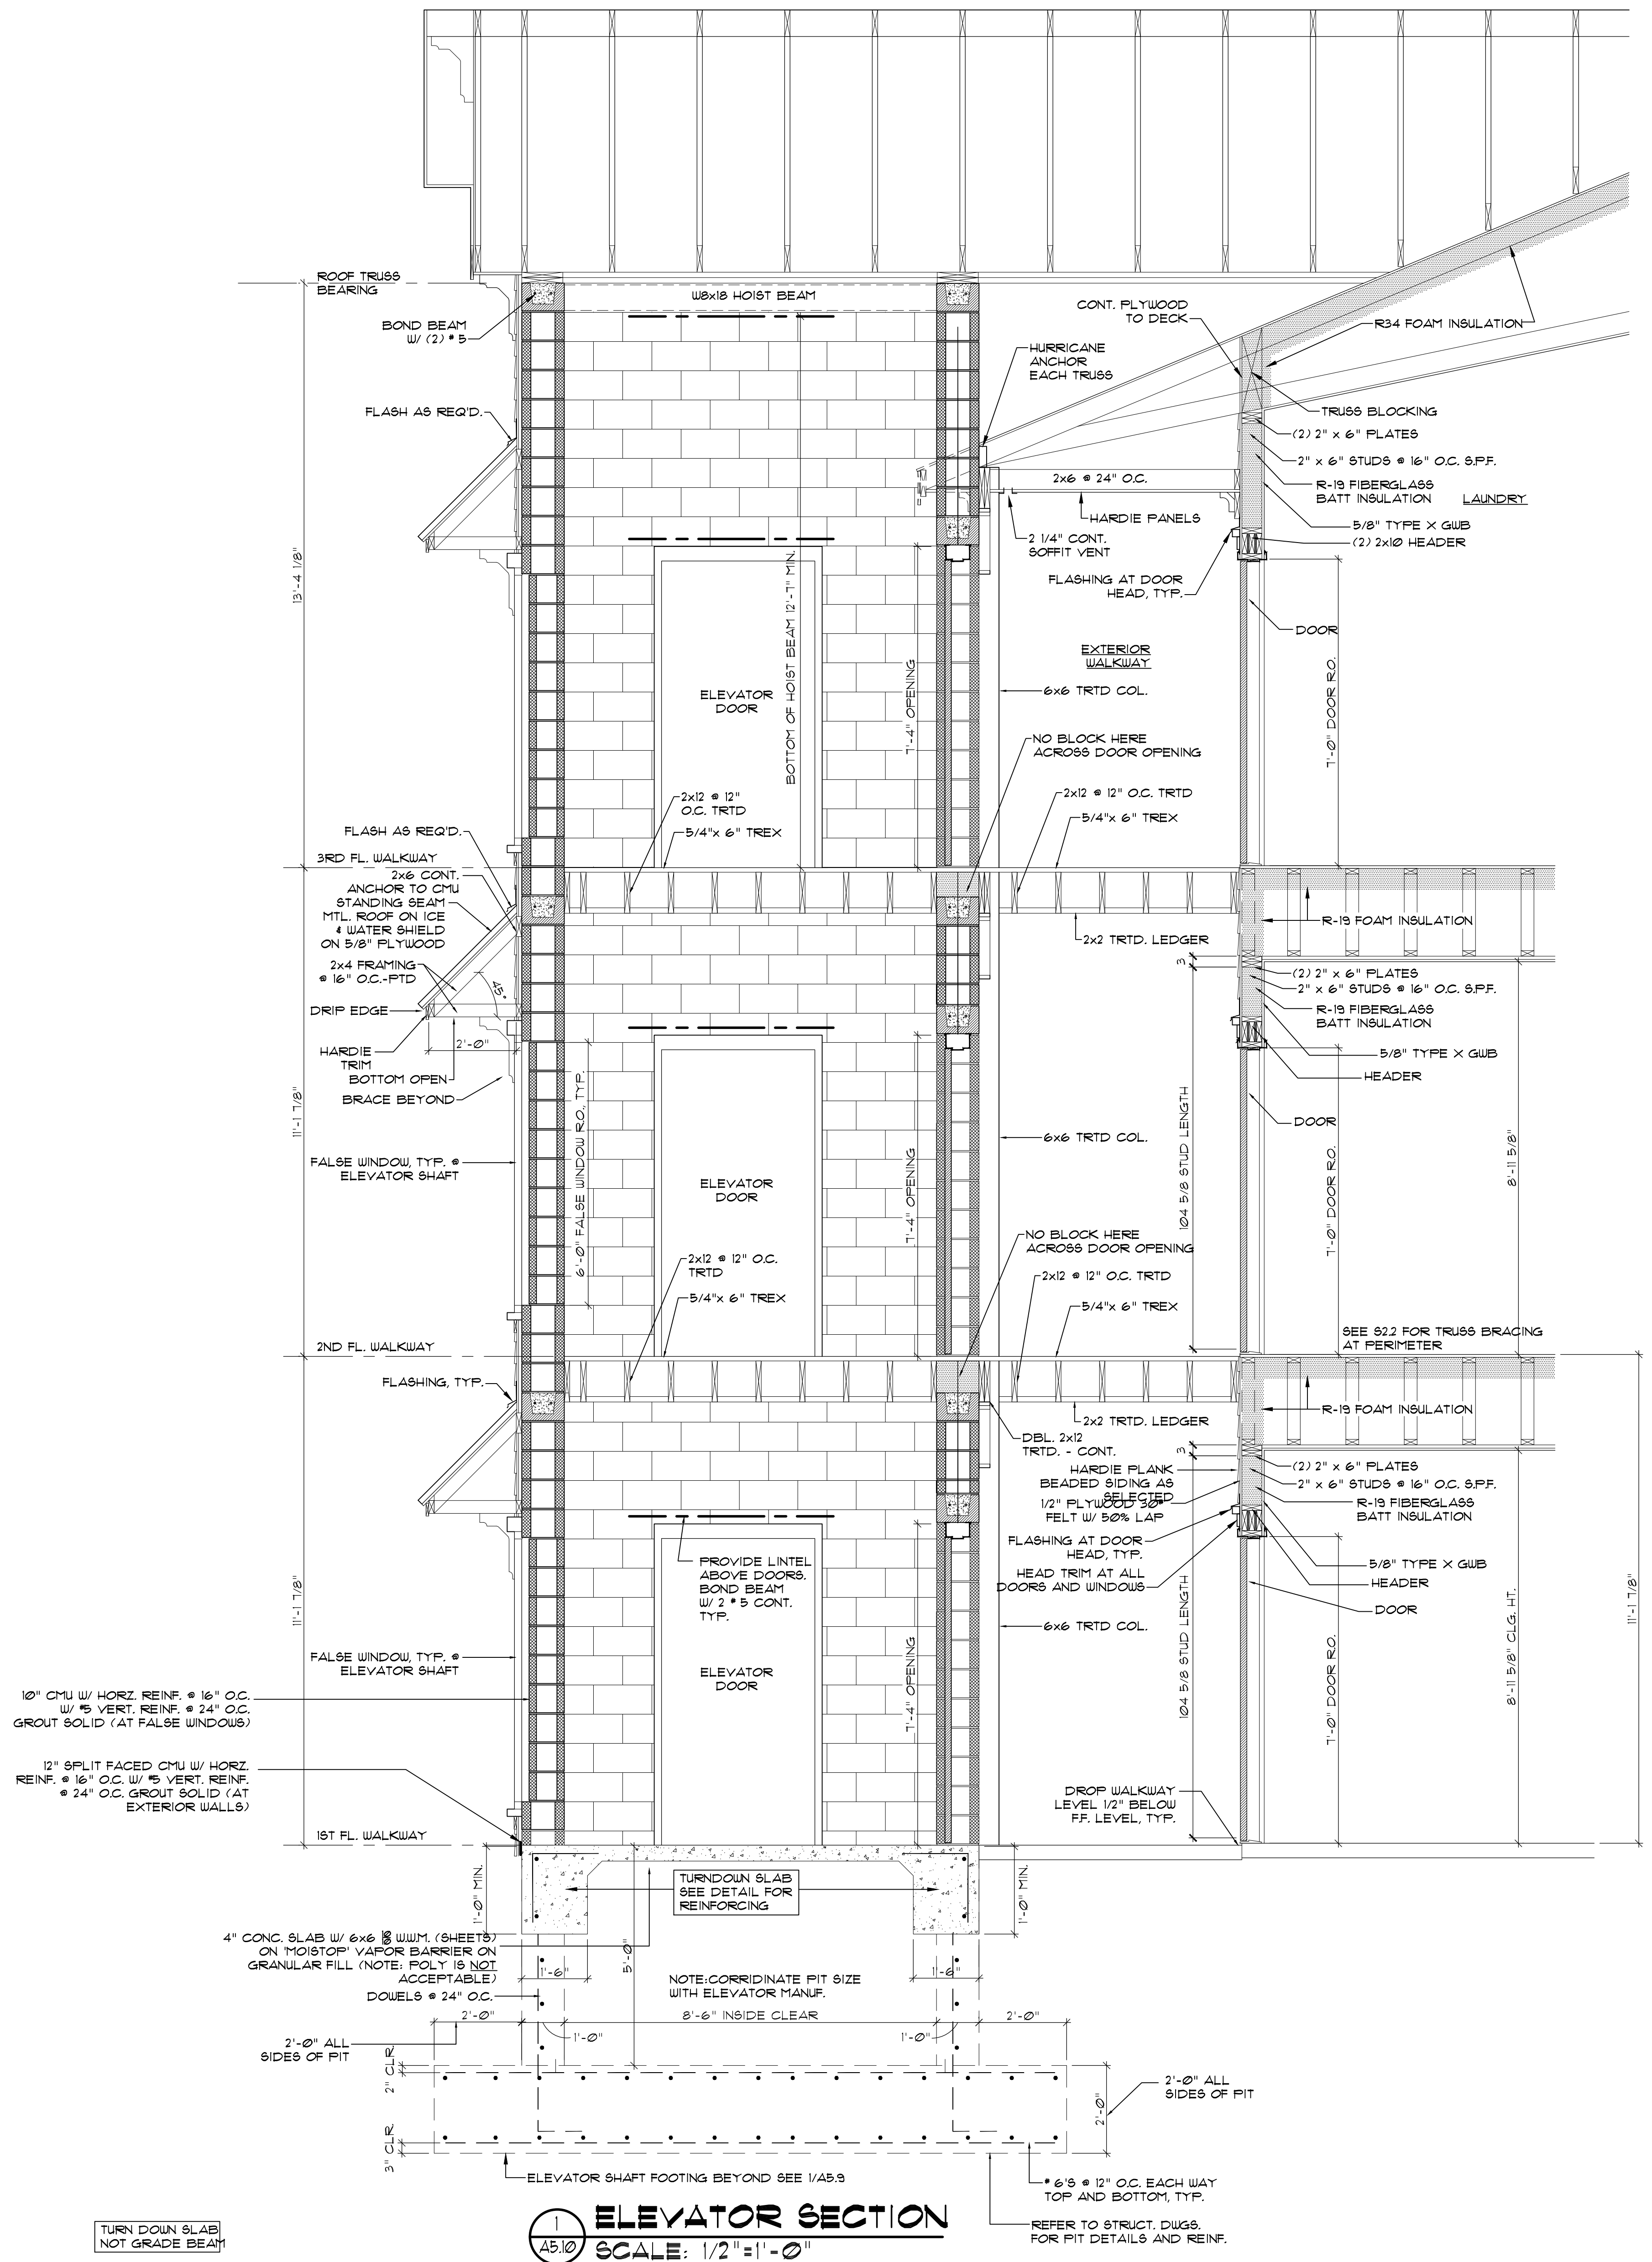 ROOF TRUSS
BEARING
W8x18 HOIST BEAM
BOND BEAM
W/ (2) # 5
CONT. PLYWOOD
TO DECK
R34 FOAM INSULATION
HURRICANE
ANCHOR
EACH TRUSS
FLASH AS REQ'D.
TRUSS BLOCKING
(2) 2" x 6" PLATES
2" x 6" STUDS @ 16" O.C. S.P.F.
2x6 @ 24" O.C.
R-19 FIBERGLASS
BATT INSULATION
LAUNDRY
HARDIE PANELS
5/8" TYPE X GWB
2 1/4" CONT.
SOFFIT VENT
(2) 2x10 HEADER
FLASHING AT DOOR
HEAD, TYP.
13'-4 1/8"
BOTTOM OF HOIST BEAM 12'-7" MIN.
DOOR
EXTERIOR
WALKWAY
7'-4" OPENING
7'-0" DOOR R.O.
ELEVATOR
DOOR
6x6 TRTD COL.
NO BLOCK HERE
ACROSS DOOR OPENING
2x12 @ 12"
O.C. TRTD
2x12 @ 12" O.C. TRTD
5/4"x 6" TREX
5/4"x 6" TREX
FLASH AS REQ'D.
3RD FL. WALKWAY
2x6 CONT.
ANCHOR TO CMU
STANDING SEAM
MTL. ROOF ON ICE
& WATER SHIELD
ON 5/8" PLYWOOD
R-19 FOAM INSULATION
2x2 TRTD. LEDGER
2x4 FRAMING
@ 16" O.C.-PTD
45°
3
(2) 2" x 6" PLATES
2" x 6" STUDS @ 16" O.C. S.P.F.
DRIP EDGE
R-19 FIBERGLASS
BATT INSULATION
2'-0"
HARDIE
TRIM
5/8" TYPE X GWB
BOTTOM OPEN
HEADER
BRACE BEYOND
11'-1 7/8"
6'-0" FALSE WINDOW R.O., TYP.
104 5/8 STUD LENGTH
DOOR
6x6 TRTD COL.
8'-11 5/8"
FALSE WINDOW, TYP. @
ELEVATOR SHAFT
ELEVATOR
DOOR
7'-4" OPENING
7'-0" DOOR R.O.
NO BLOCK HERE
ACROSS DOOR OPENING
2x12 @ 12" O.C.
TRTD
2x12 @ 12" O.C. TRTD
5/4"x 6" TREX
5/4"x 6" TREX
SEE S2.2 FOR TRUSS BRACING
AT PERIMETER
2ND FL. WALKWAY
FLASHING, TYP.
R-19 FOAM INSULATION
2x2 TRTD. LEDGER
DBL. 2x12
TRTD. - CONT.
3
(2) 2" x 6" PLATES
HARDIE PLANK
BEADED SIDING AS
SELECTED
2" x 6" STUDS @ 16" O.C. S.P.F.
1/2" PLYWOOD 30#
FELT W/ 50% LAP
R-19 FIBERGLASS
BATT INSULATION
FLASHING AT DOOR
HEAD, TYP.
PROVIDE LINTEL
ABOVE DOORS.
BOND BEAM
W/ 2 # 5 CONT.
TYP.
5/8" TYPE X GWB
HEAD TRIM AT ALL
DOORS AND WINDOWS
HEADER
DOOR
11'-1 7/8"
104 5/8 STUD LENGTH
8'-11 5/8" CLG. HT.
11'-1 7/8"
6x6 TRTD COL.
FALSE WINDOW, TYP. @
ELEVATOR SHAFT
ELEVATOR
DOOR
7'-4" OPENING
7'-0" DOOR R.O.
10" CMU W/ HORZ. REINF. @ 16" O.C.
W/ #5 VERT. REINF. @ 24" O.C.
GROUT SOLID (AT FALSE WINDOWS)
12" SPLIT FACED CMU W/ HORZ.
REINF. @ 16" O.C. W/ #5 VERT. REINF.
@ 24" O.C. GROUT SOLID (AT
EXTERIOR WALLS)
DROP WALKWAY
LEVEL 1/2" BELOW
F.F. LEVEL, TYP.
1ST FL. WALKWAY
1'-0" MIN.
TURNDOWN SLAB
SEE DETAIL FOR
REINFORCING
1'-0" MIN.
4" CONC. SLAB W/ 6x6 W.W.M. (SHEETS)
ON 'MOISTOP' VAPOR BARRIER ON
GRANULAR FILL (NOTE: POLY IS NOT
ACCEPTABLE)
1'-6"
5'-0"
NOTE:CORRIDINATE PIT SIZE
WITH ELEVATOR MANUF.
1'-6"
DOWELS @ 24" O.C.
2'-0"
8'-6" INSIDE CLEAR
2'-0"
1'-0"
1'-0"
2'-0" ALL
SIDES OF PIT
2" CLR.
2'-0" ALL
SIDES OF PIT
2'-0"
3" CLR.
ELEVATOR SHAFT FOOTING BEYOND SEE 1/A5.9
# 6'S @ 12" O.C. EACH WAY
TOP AND BOTTOM, TYP.
REFER TO STRUCT. DWGS.
FOR PIT DETAILS AND REINF.
1
A5.10
ELEVATOR SECTION
SCALE: 1/2"=1'-0"
TURN DOWN SLAB
NOT GRADE BEAM